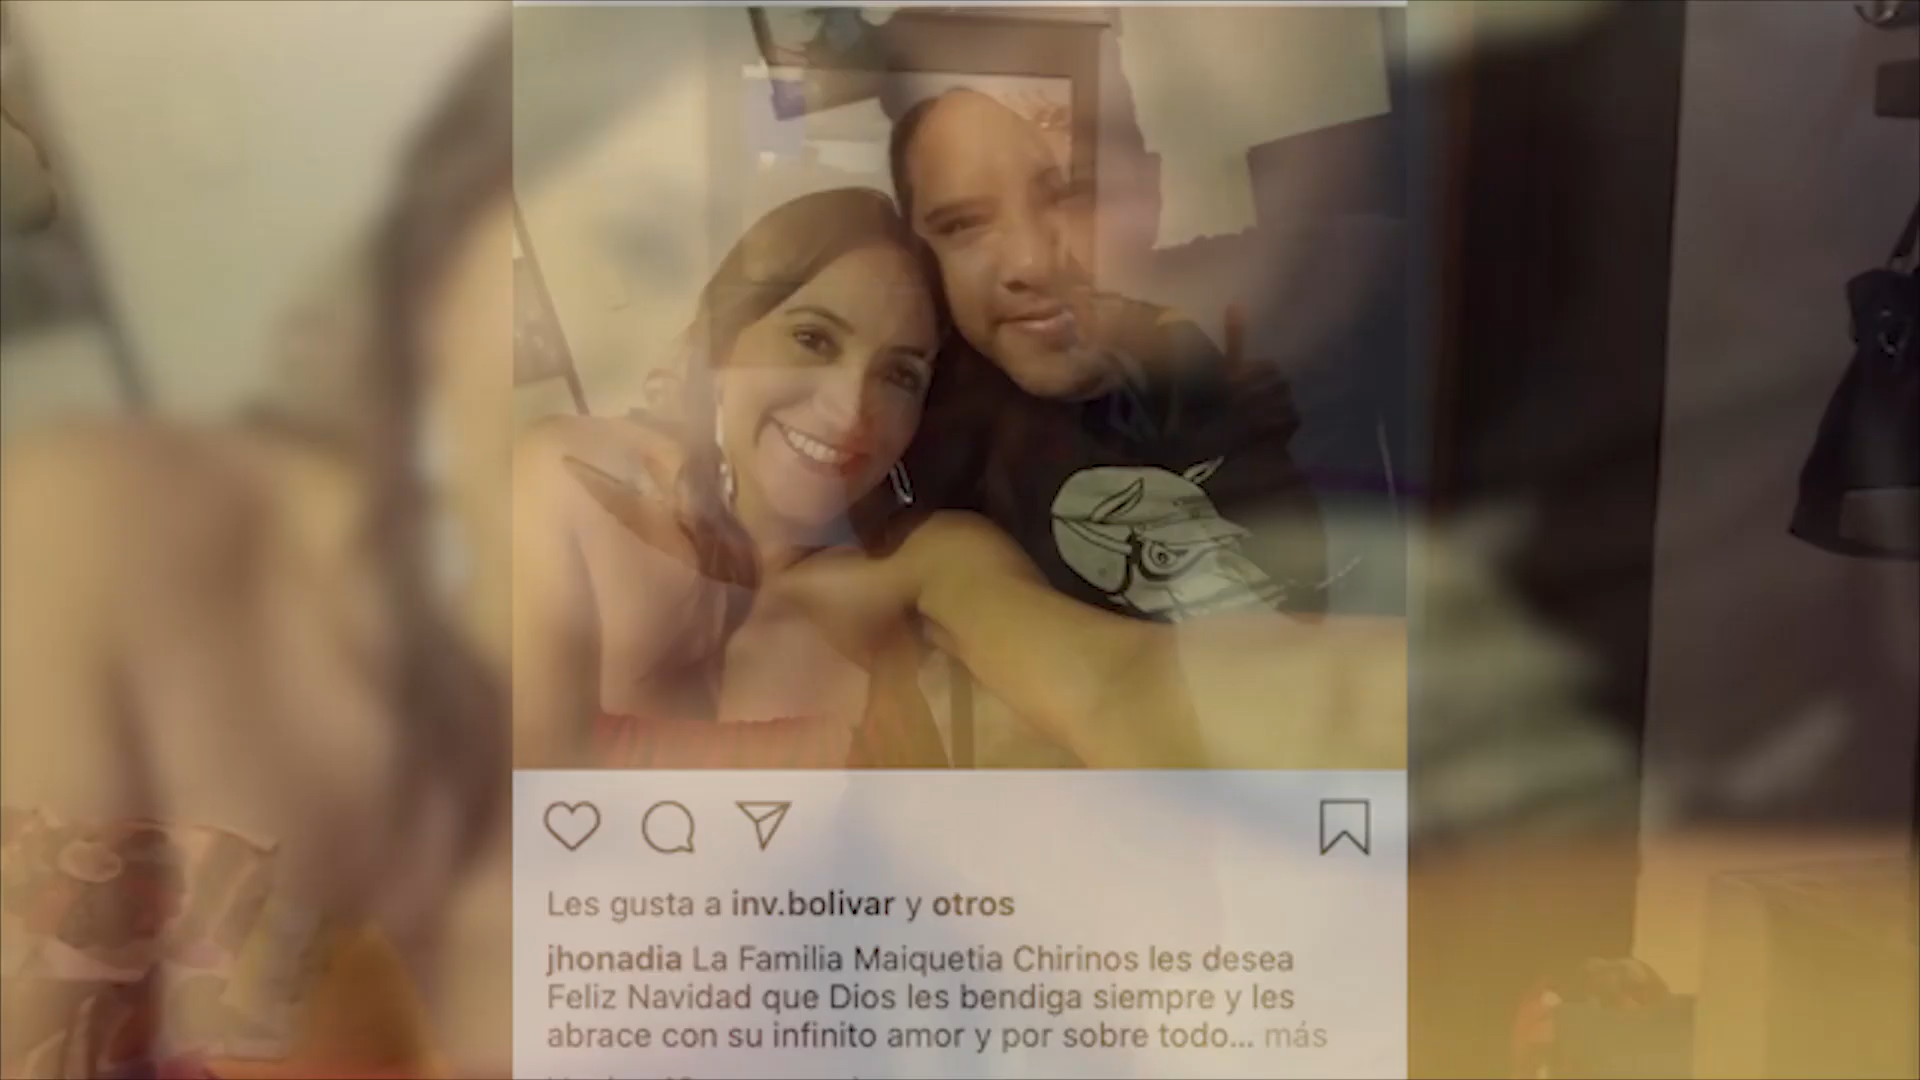 Les gusta a inv.bolivar y otros
jhonadia La Familia Maiquetia Chirinos les desea
Feliz Navidad que Dios les bendiga siempre y les
abrace con su infinito amor y por sobre todo... más